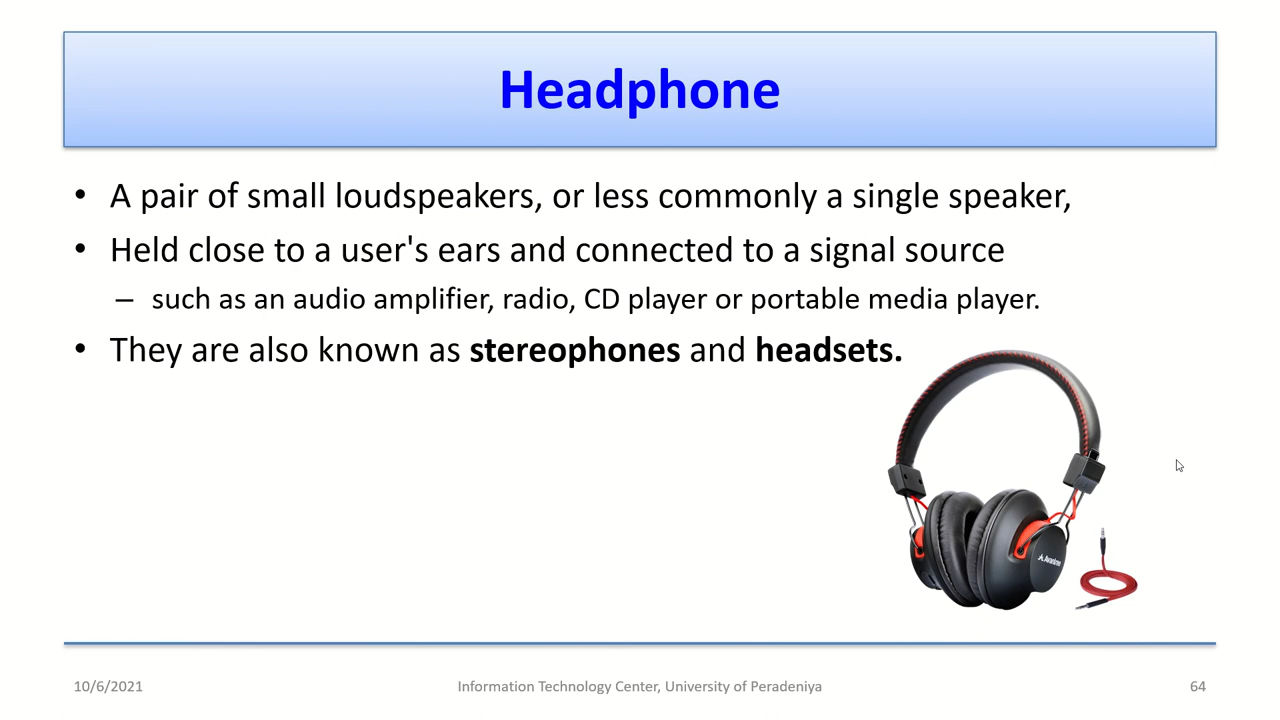 Headphone
• A pair of small loudspeakers, or less commonly a single speaker,
• Held close to a user's ears and connected to a signal source
– such as an audio amplifier, radio, CD player or portable media player.
• They are also known as stereophones and headsets.
10/6/2021
Information Technology Center, University of Peradeniya
64